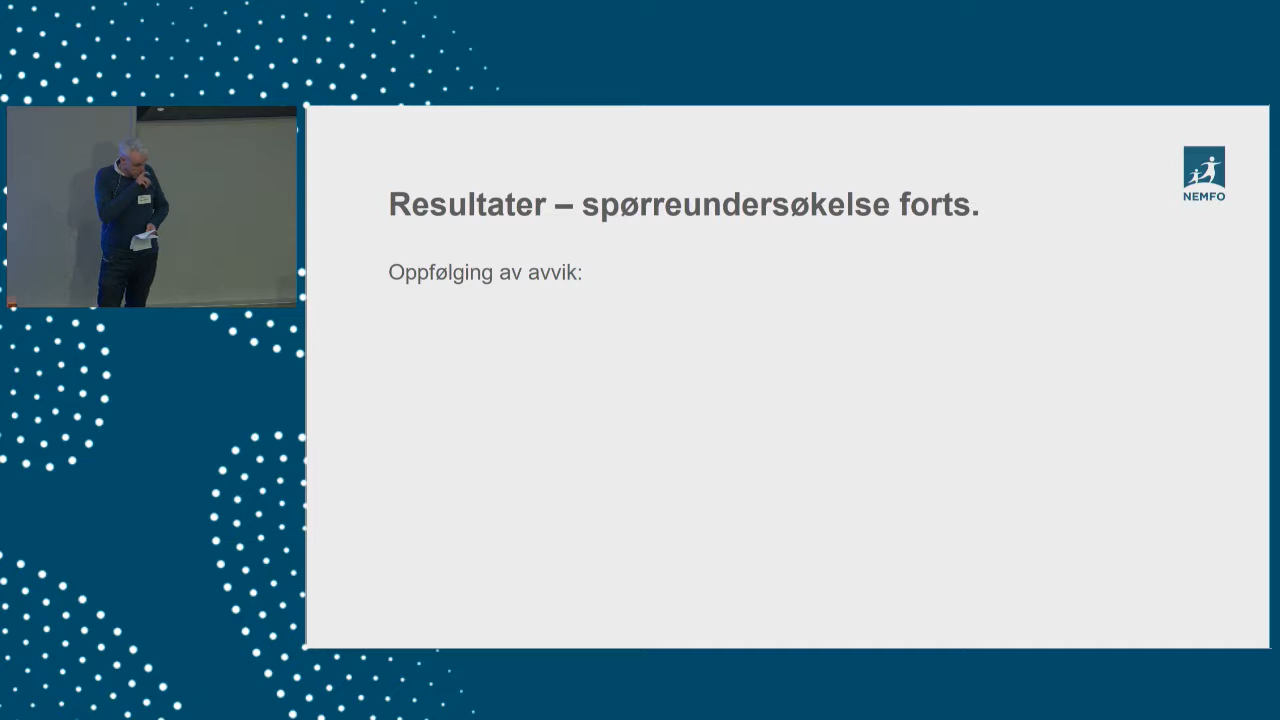 Resultater – spørreundersøkelse forts.
NEMFO
Oppfølging av avvik: